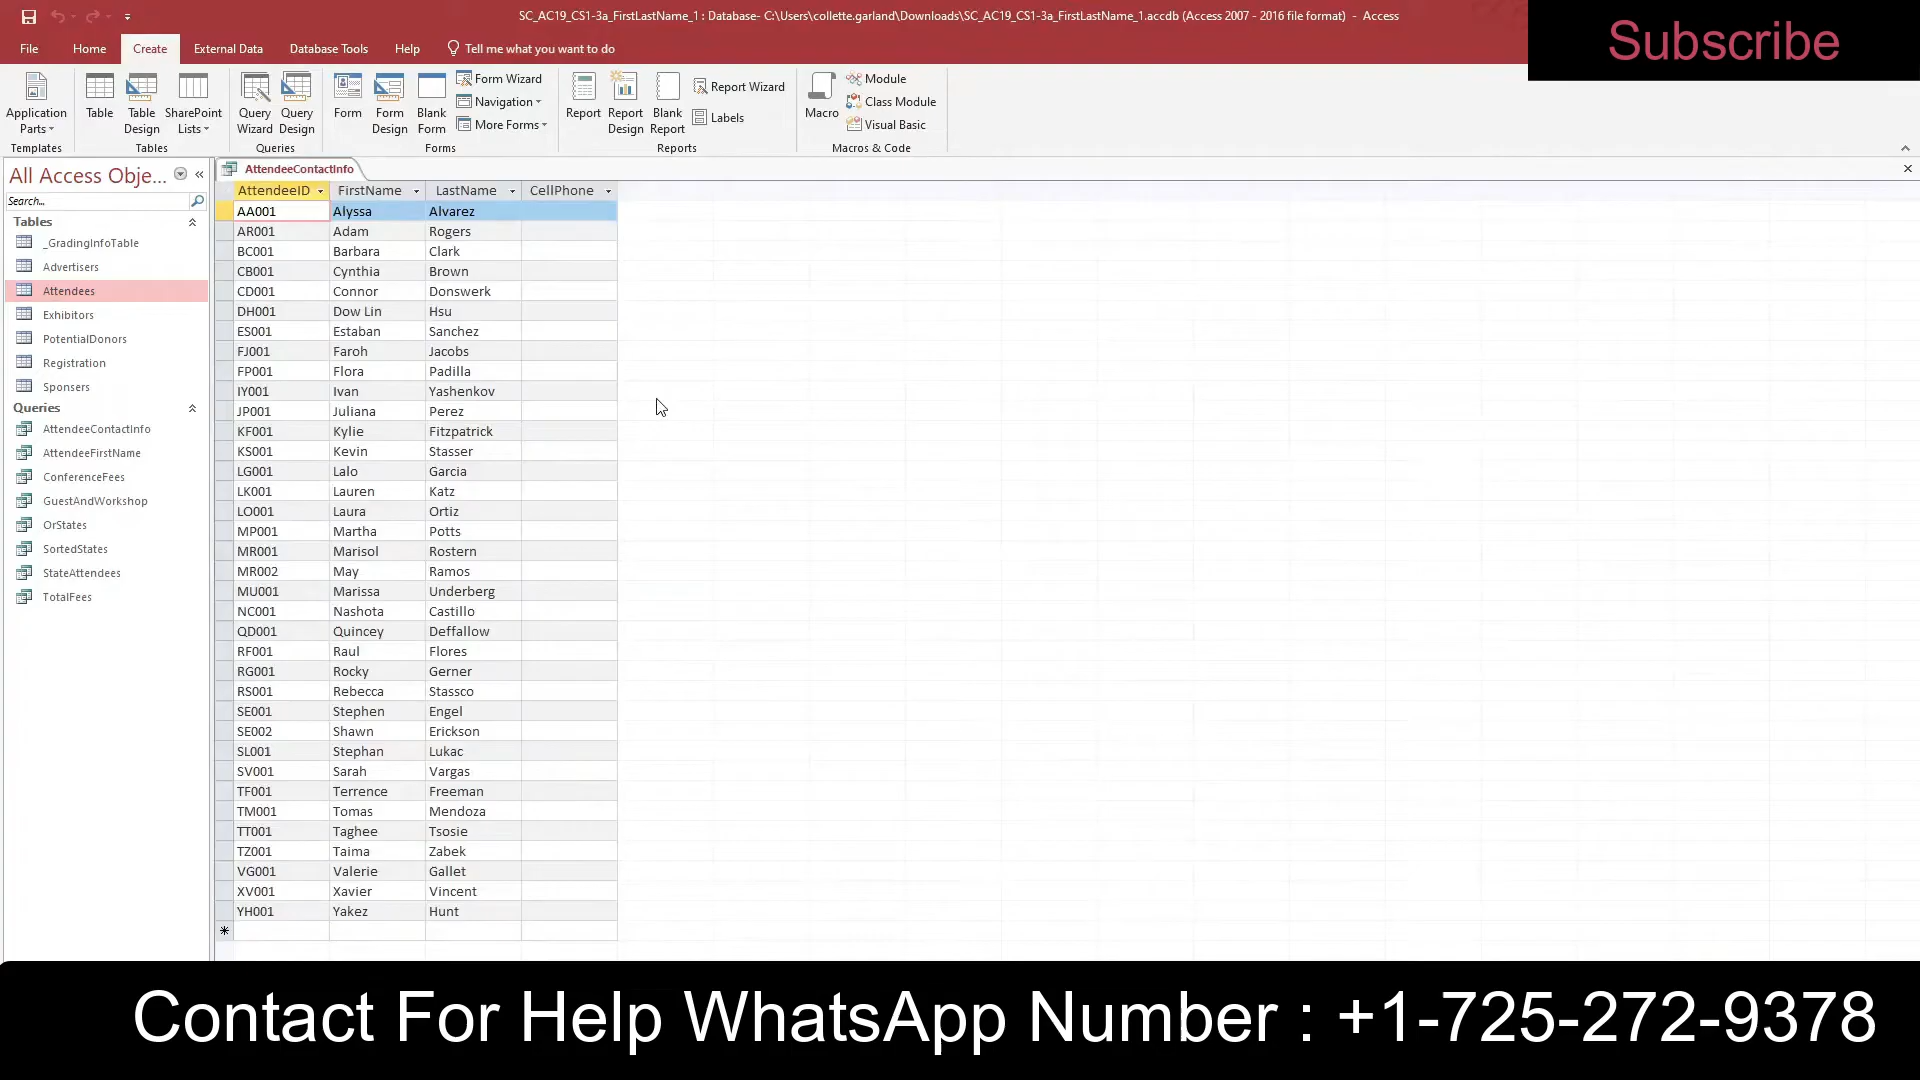 SC_AC19_CS1-3a_FirstLastName_1 : Database- C:\Users\collette.garland\Downloads\SC_AC19_CS1-3a_FirstLastName_1.accdb (Access 2007 - 2016 file format) - Access
Subscribe
File Home Create External Data Database Tools Help Tell me what you want to do
Application Parts
Templates
Table
Table Design
SharePoint Lists
Tables
Query Wizard
Query Design
Queries
Form
Form Design
Blank Form
Form Wizard
Navigation
More Forms
Forms
Report
Report Design
Blank Report
Report Wizard
Labels
Reports
Macro
Module
Class Module
Visual Basic
Macros & Code
All Access Obje...
Search...
Tables
_GradingInfoTable
Advertisers
Attendees
Exhibitors
PotentialDonors
Registration
Sponsers
Queries
AttendeeContactInfo
AttendeeFirstName
ConferenceFees
GuestAndWorkshop
OrStates
SortedStates
StateAttendees
TotalFees
AttendeeContactInfo
AttendeeID FirstName LastName CellPhone
AA001 Alyssa Alvarez
AR001 Adam Rogers
BC001 Barbara Clark
CB001 Cynthia Brown
CD001 Connor Donswerk
DH001 Dow Lin Hsu
ES001 Estaban Sanchez
FJ001 Faroh Jacobs
FP001 Flora Padilla
IY001 Ivan Yashenkov
JP001 Juliana Perez
KF001 Kylie Fitzpatrick
KS001 Kevin Stasser
LG001 Lalo Garcia
LK001 Lauren Katz
LO001 Laura Ortiz
MP001 Martha Potts
MR001 Marisol Rostern
MR002 May Ramos
MU001 Marissa Underberg
NC001 Nashota Castillo
QD001 Quincey Deffallow
RF001 Raul Flores
RG001 Rocky Gerner
RS001 Rebecca Stassco
SE001 Stephen Engel
SE002 Shawn Erickson
SL001 Stephan Lukac
SV001 Sarah Vargas
TF001 Terrence Freeman
TM001 Tomas Mendoza
TT001 Taghee Tsosie
TZ001 Taima Zabek
VG001 Valerie Gallet
XV001 Xavier Vincent
YH001 Yakez Hunt
Contact For Help WhatsApp Number : +1-725-272-9378